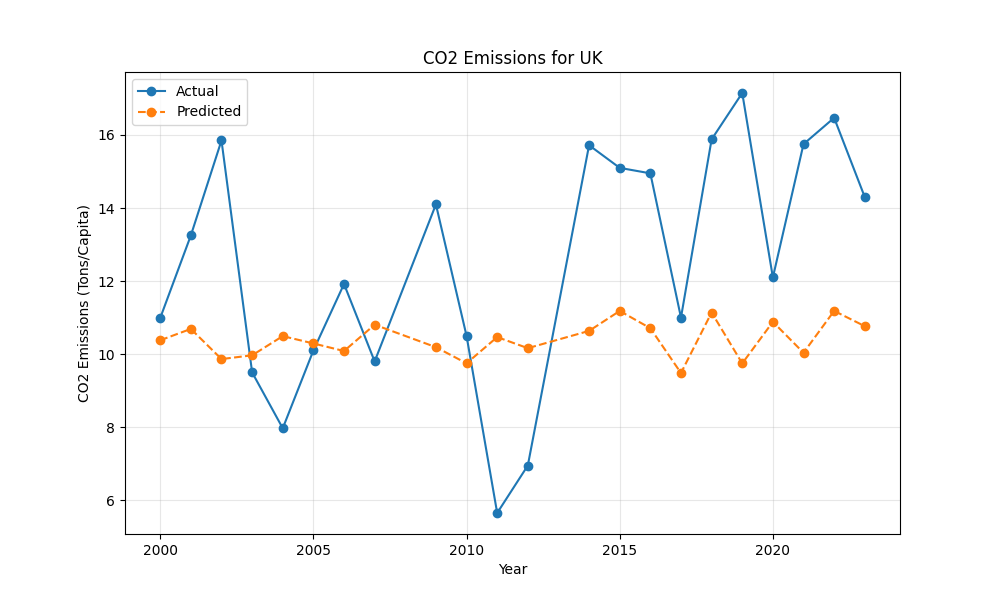 CO2 Emissions for UK
Actual
Predicted
CO2 Emissions (Tons/Capita)
16
14
12
10
8
6
2000
2005
2010
2015
2020
Year